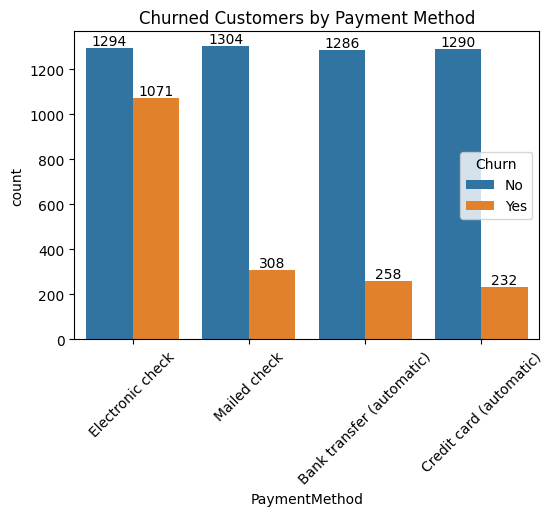 Churned Customers by Payment Method
1294
1071
1304
308
1286
258
1290
232
count
1200
1000
800
600
400
200
0
Churn
No
Yes
Electronic check
Mailed check
Bank transfer (automatic)
Credit card (automatic)
PaymentMethod